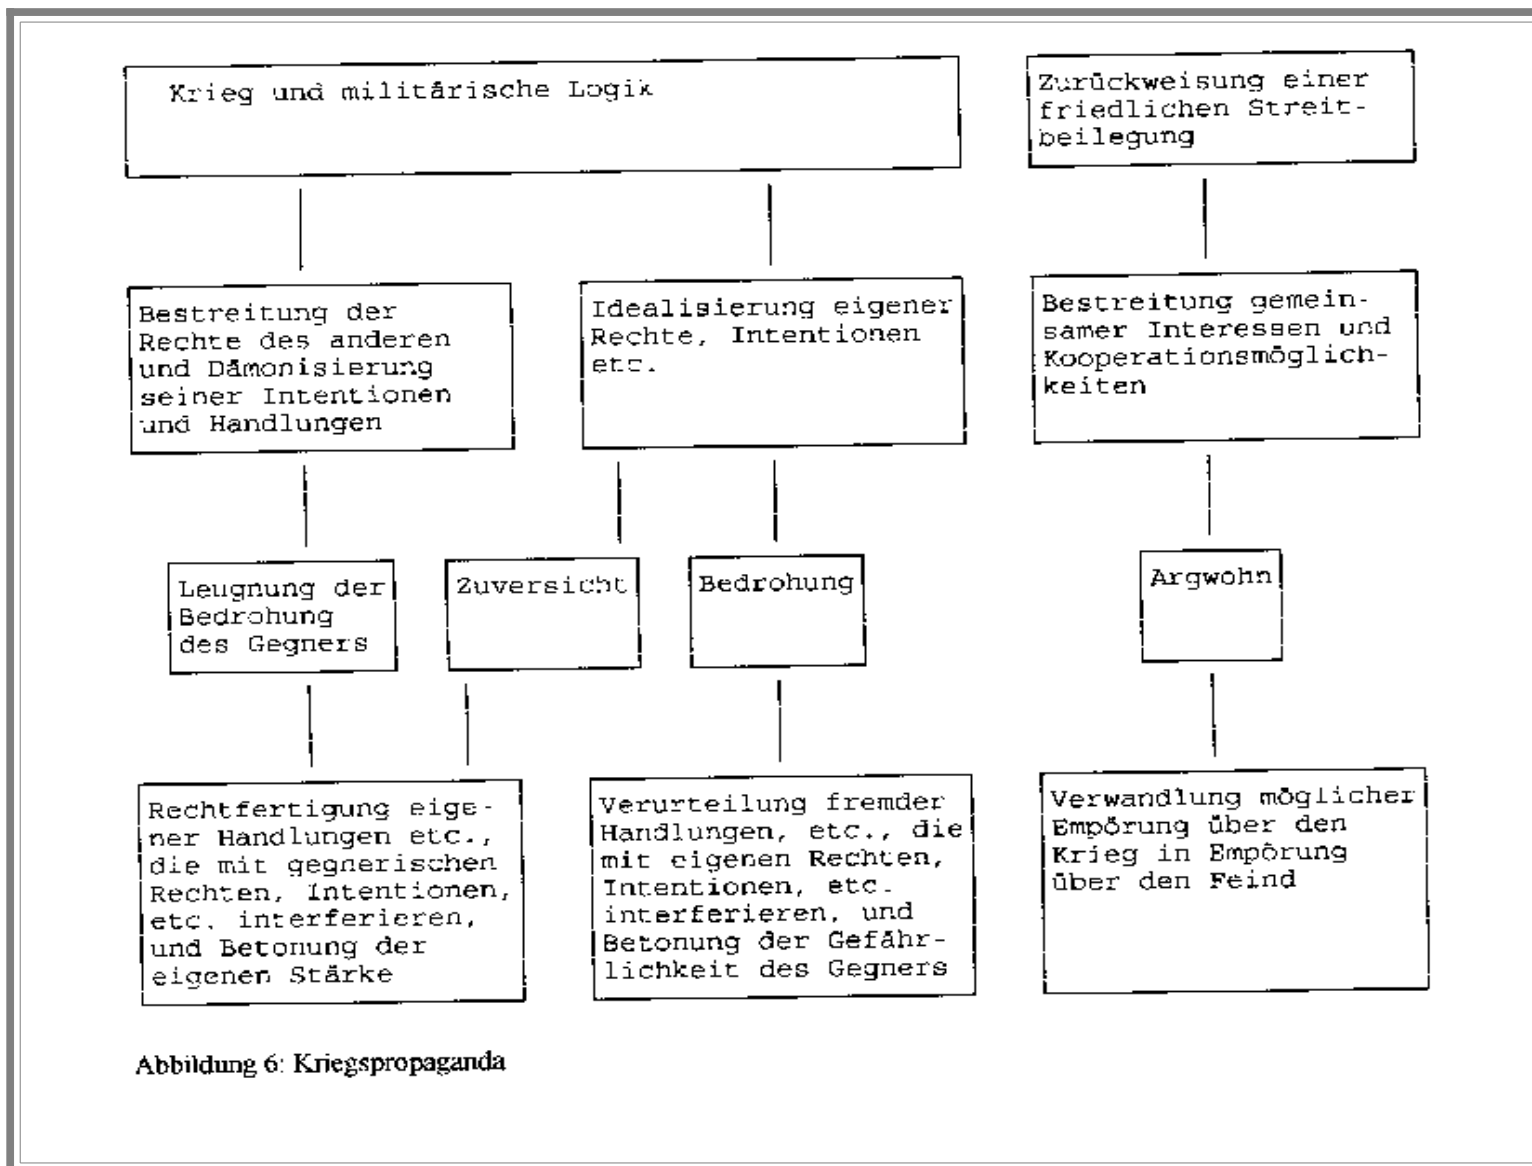 Krieg und militärische Logik
Zurückweisung einer
friedlichen Streit-
beilegung
Bestreitung der
Rechte des anderen
und Dämonisierung
seiner Intentionen
und Handlungen
Idealisierung eigener
Rechte, Intentionen
etc.
Bestreitung gemein-
samer Interessen und
Kooperationsmöglich-
keiten
Leugnung der
Bedrohung
des Gegners
Zuversicht
Bedrohung
Argwohn
Rechtfertigung eige-
ner Handlungen etc.,
die mit gegnerischen
Rechten, Intentionen,
etc. interferieren,
und Betonung der
eigenen Stärke
Verurteilung fremder
Handlungen, etc., die
mit eigenen Rechten,
Intentionen, etc.
interferieren, und
Betonung der Gefähr-
lichkeit des Gegners
Verwandlung möglicher
Empörung über den
Krieg in Empörung
über den Feind
Abbildung 6: Kriegspropaganda